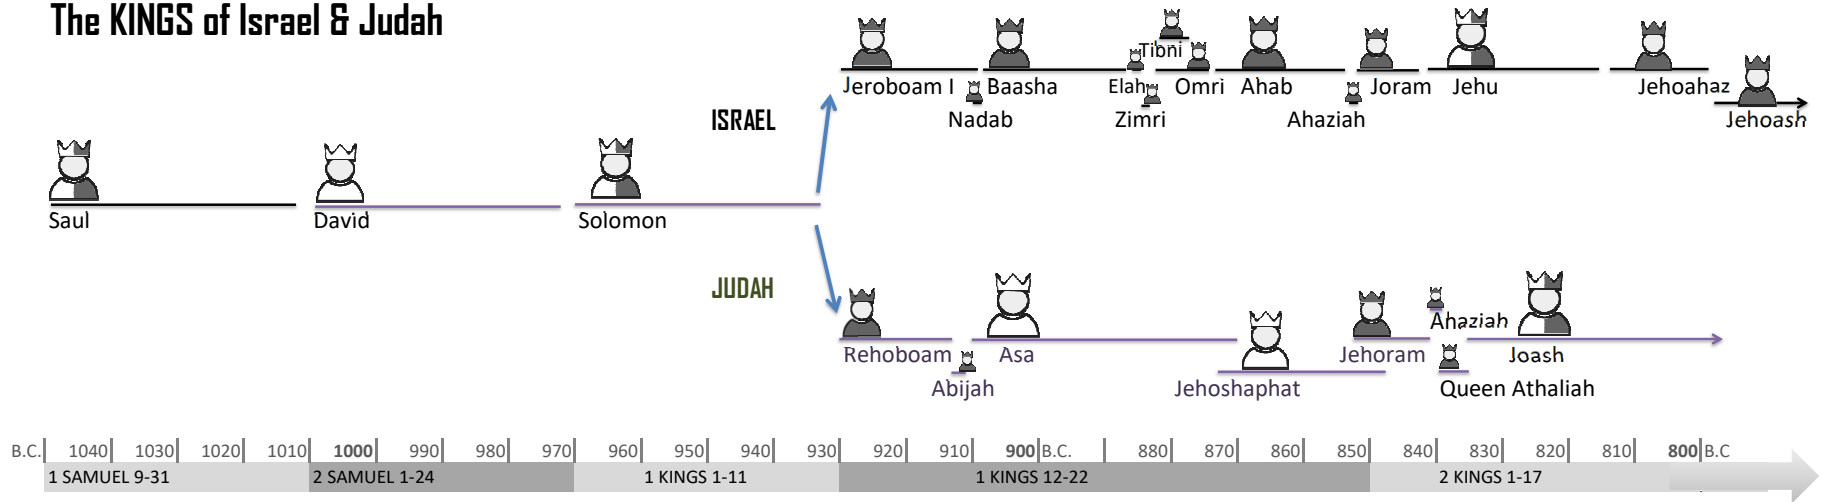 The KINGS of Israel & Judah
Tibni
Jeroboam I
Baasha
Elah
Omri
Ahab
Joram
Jehu
Jehoahaz
Nadab
Zimri
Ahaziah
Jehoash
ISRAEL
Saul
David
Solomon
JUDAH
Ahaziah
Rehoboam
Asa
Jehoram
Joash
Abijah
Jehoshaphat
Queen Athaliah
B.C. 1040 1030 1020 1010 1000 990 980 970 960 950 940 930 920 910 900 B.C. 880 870 860 850 840 830 820 810 800 B.C
1 SAMUEL 9-31 2 SAMUEL 1-24 1 KINGS 1-11 1 KINGS 12-22 2 KINGS 1-17